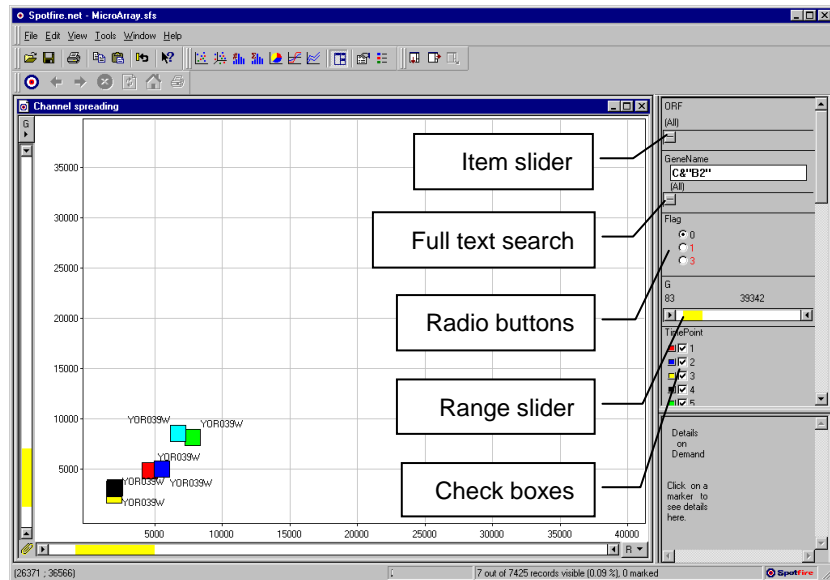 Spotfire.net - MicroArray.sfs
File Edit View Tools Window Help
Channel spreading
G
35000
30000
25000
20000
15000
10000
5000
YOR039W
YOR039W
YOR039W
YOR039W
YOR039W
YOR039W
5000
10000
15000
20000
25000
30000
35000
40000
R
Item slider
Full text search
Radio buttons
Range slider
Check boxes
ORF
(All)
GeneName
C&"B2"
(All)
Flag
0
1
3
G
83 39342
TimePoint
1
2
3
4
5
Details
on
Demand
Click on a
marker to
see details
here.
(26371 ; 36566)
7 out of 7425 records visible (0.09 %), 0 marked
Spotfire